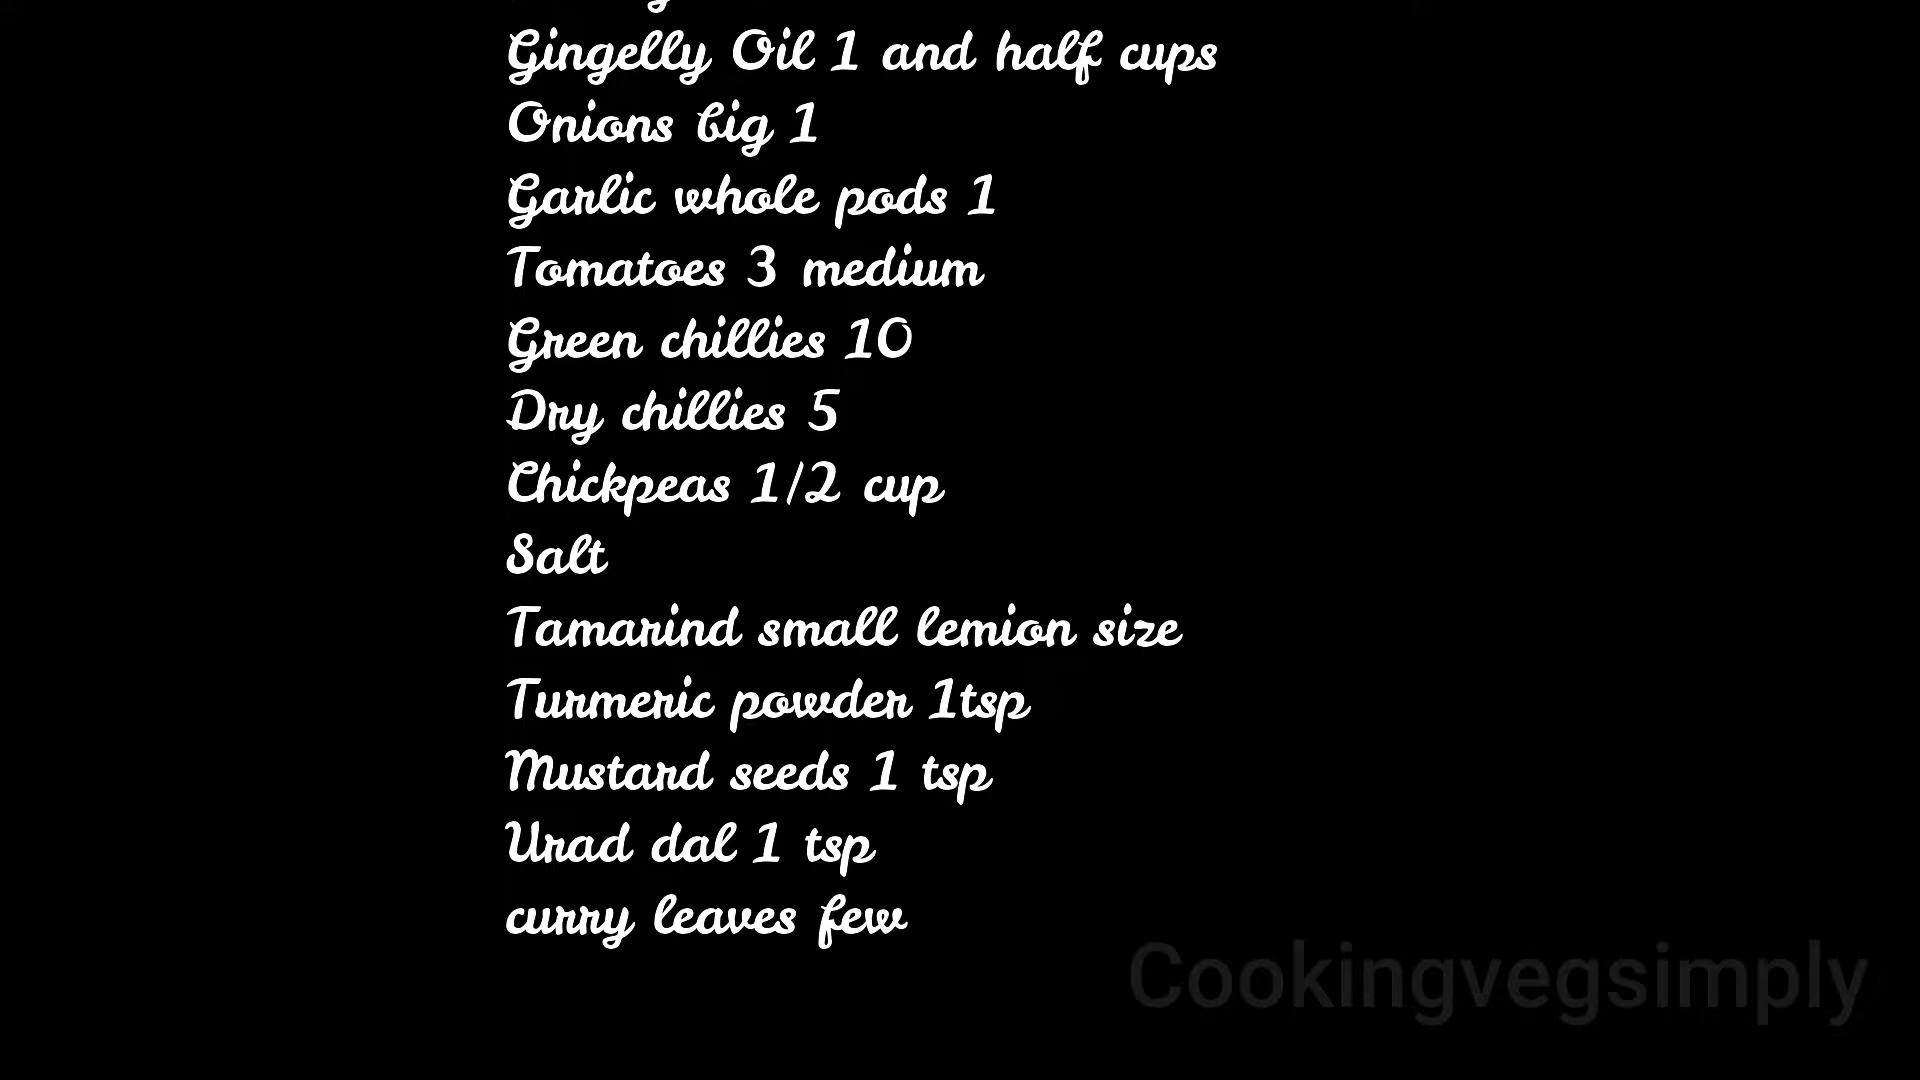 Gingelly Oil 1 and half cups
Onions big 1
Garlic whole pods 1
Tomatoes 3 medium
Green chillies 10
Dry chillies 5
Chickpeas 1/2 cup
Salt
Tamarind small lemion size
Turmeric powder 1tsp
Mustard seeds 1 tsp
Urad dal 1 tsp
curry leaves few
Cookingvegsimply